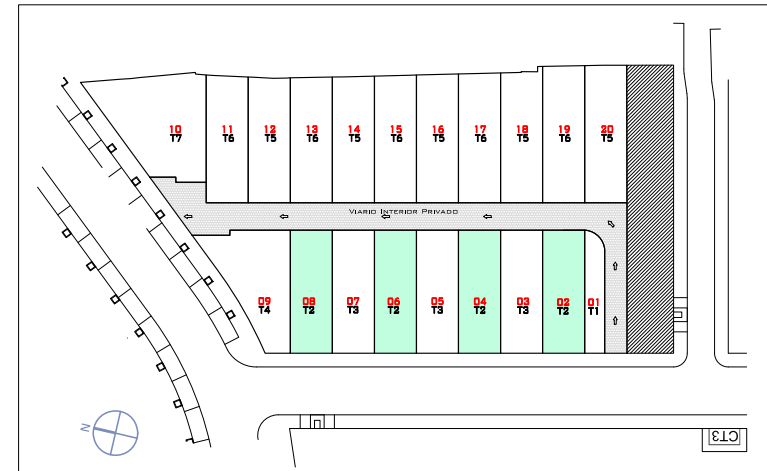 10 11 12 13 14 15 16 17 18 19 20
T7 T6 T5 T6 T5 T6 T5 T6 T5 T6 T5
Viario Interior Privado
09 08 07 06 05 04 03 02 01
T4 T2 T3 T2 T3 T2 T3 T2 T1
N
CT3